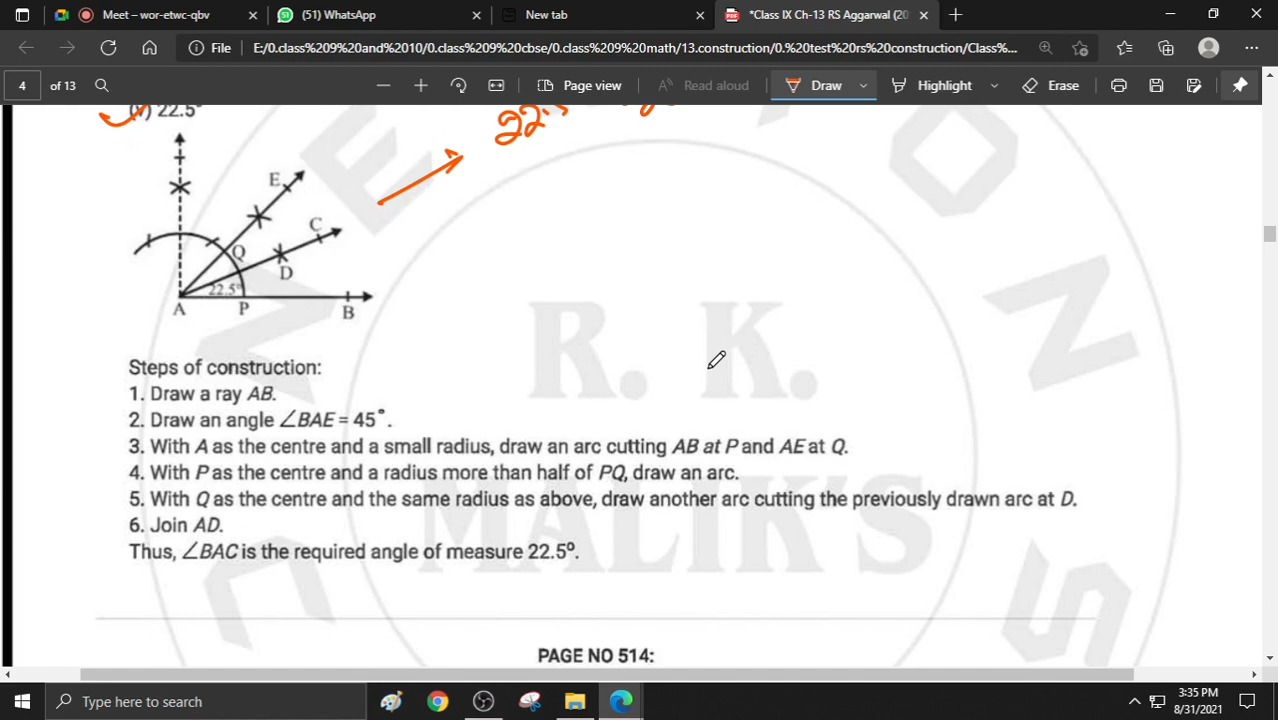 Meet – wor-etwc-qbv
(51) WhatsApp
New tab
*Class IX Ch-13 RS Aggarwal (20
File
E:/0.class%209%20and%2010/0.class%209%20cbse/0.class%209%20math/13.construction/0.%20test%20rs%20construction/Class%...
4 of 13
Page view
Read aloud
Draw
Highlight
Erase
(v) 22.5°
22.5
E
C
Q
D
22.5°
A P B
Steps of construction:
1. Draw a ray AB.
2. Draw an angle ∠BAE = 45°.
3. With A as the centre and a small radius, draw an arc cutting AB at P and AE at Q.
4. With P as the centre and a radius more than half of PQ, draw an arc.
5. With Q as the centre and the same radius as above, draw another arc cutting the previously drawn arc at D.
6. Join AD.
Thus, ∠BAC is the required angle of measure 22.5⁰.
R. K.
MALIK'S
PAGE NO 514:
Type here to search
3:35 PM
8/31/2021